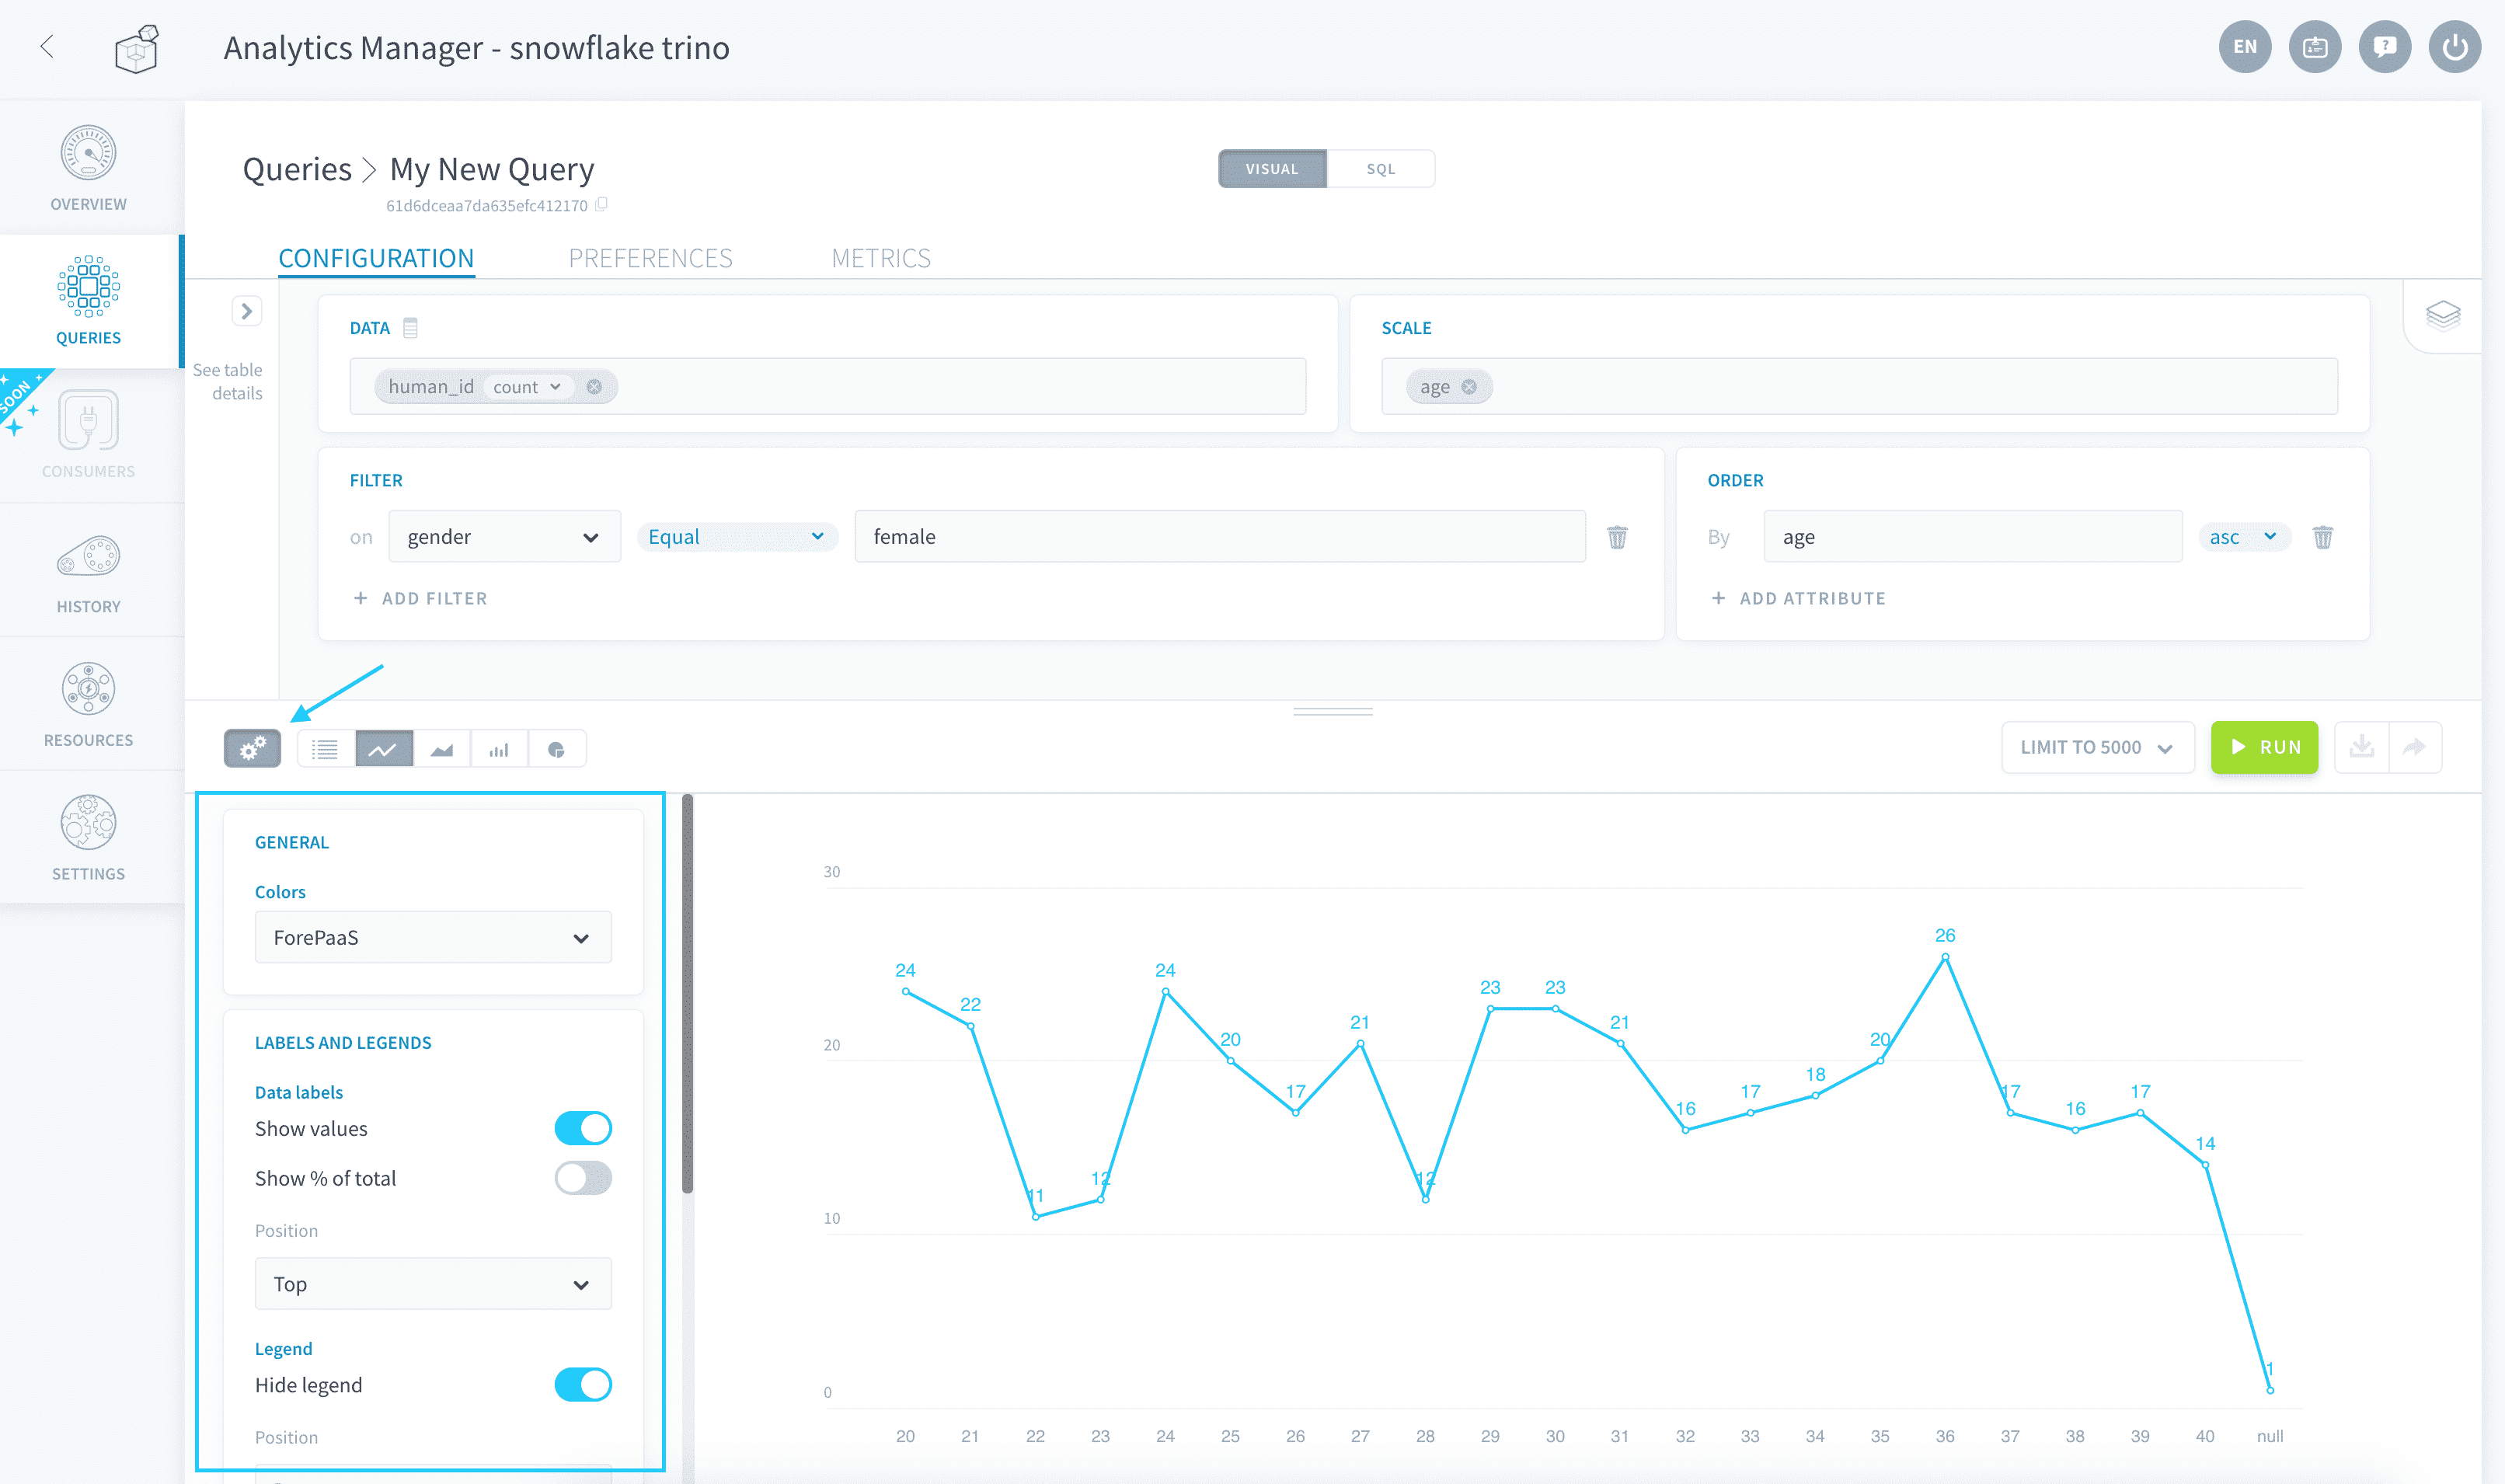 Analytics Manager - snowflake trino
EN
OVERVIEW
QUERIES
SOON
CONSUMERS
HISTORY
RESOURCES
SETTINGS
Queries > My New Query
61d6dceaa7da635efc412170
VISUAL SQL
CONFIGURATION PREFERENCES METRICS
See table
details
DATA
human_id count
SCALE
age
FILTER
on gender Equal female
+ ADD FILTER
ORDER
By age asc
+ ADD ATTRIBUTE
LIMIT TO 5000 RUN
GENERAL
Colors
ForePaaS
LABELS AND LEGENDS
Data labels
Show values
Show % of total
Position
Top
Legend
Hide legend
Position
30
20
10
0
24 22 11 12 24 20 17 21 12 23 23 21 16 17 18 20 26 17 16 17 14 1
20 21 22 23 24 25 26 27 28 29 30 31 32 33 34 35 36 37 38 39 40 null